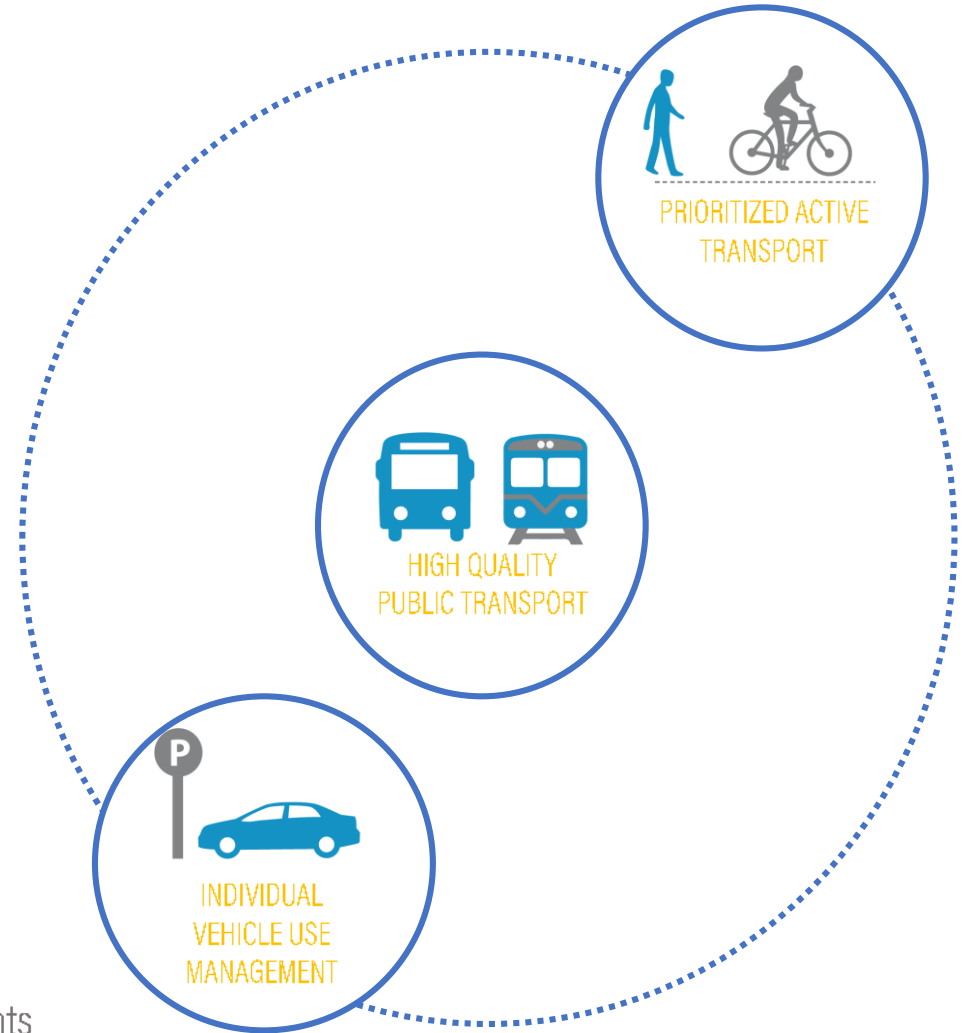 PRIORITIZED ACTIVE
TRANSPORT
HIGH QUALITY
PUBLIC TRANSPORT
P
INDIVIDUAL
VEHICLE USE
MANAGEMENT